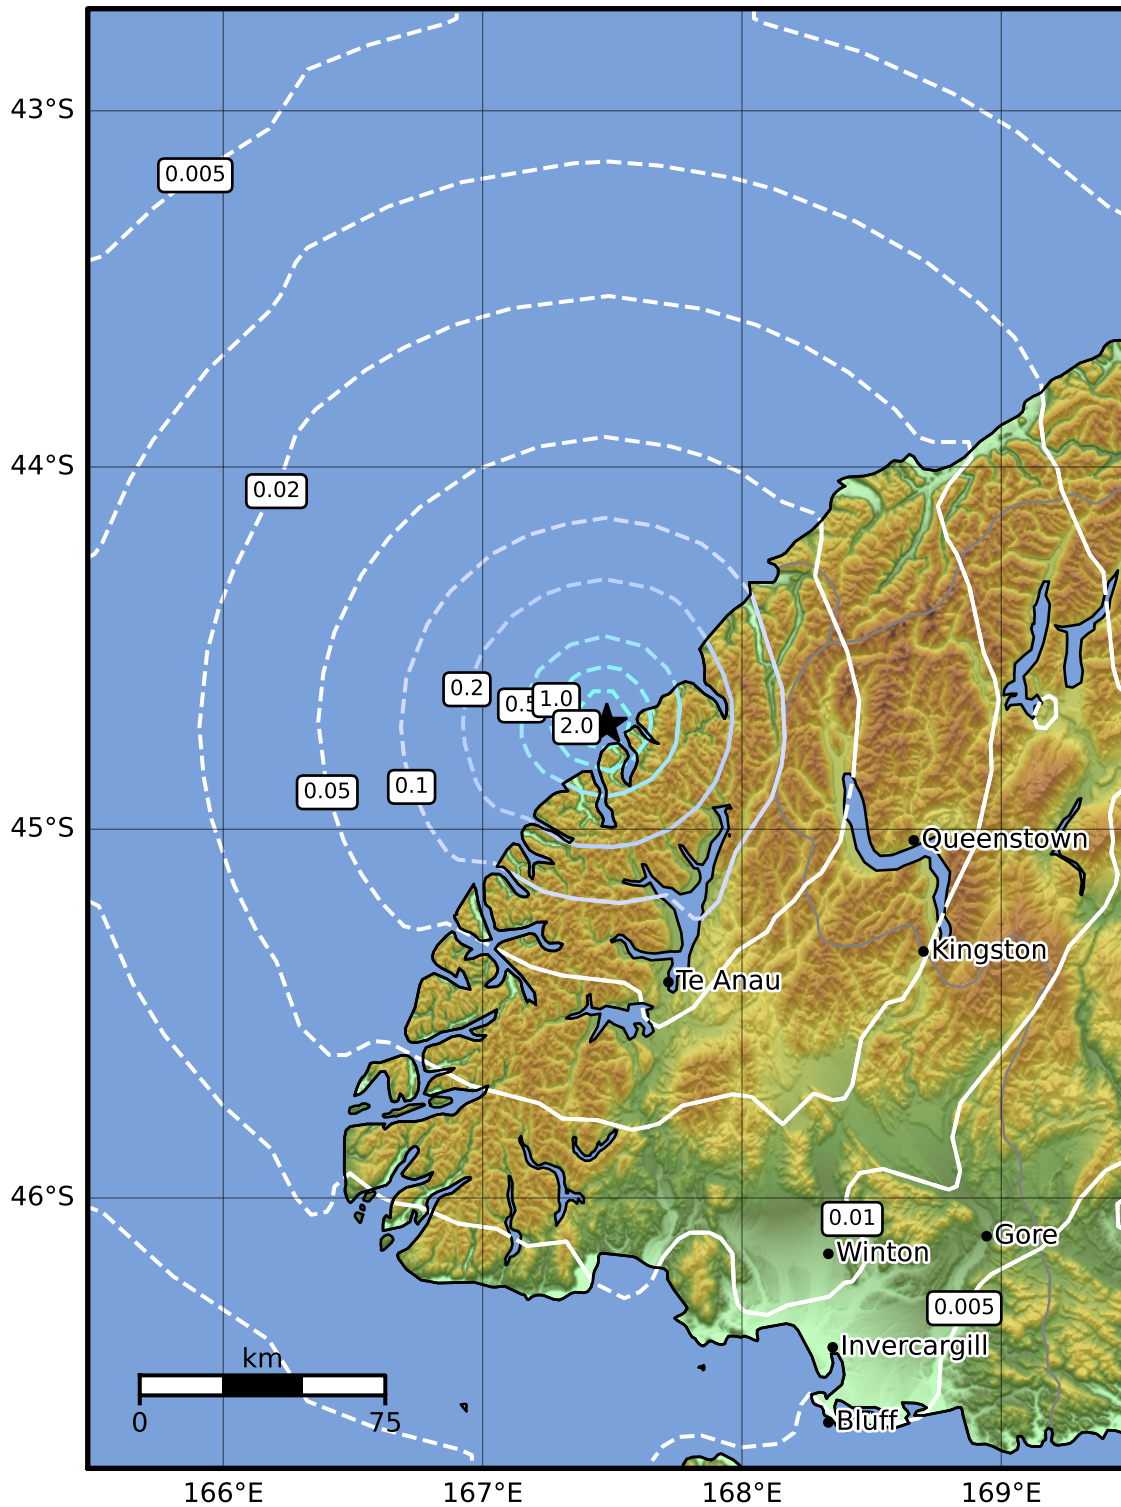 43°S
0.005
44°S
0.02
0.2
0.5
1.0
2.0
0.05
0.1
45°S
Queenstown
Kingston
Te Anau
46°S
0.01
Gore
Winton
0.005
Invercargill
km
0
75
Bluff
166°E
167°E
168°E
169°E